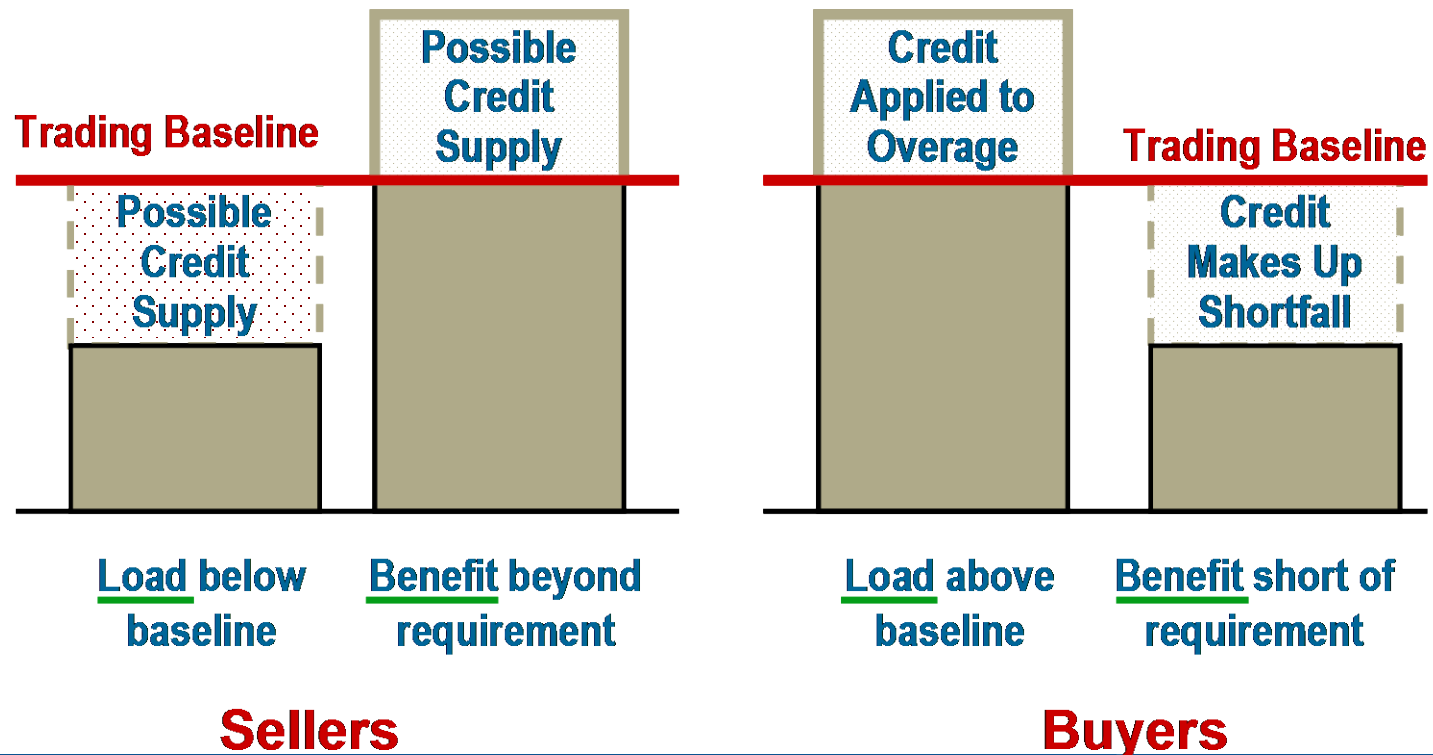 Trading Baseline
Possible
Credit
Supply
Possible
Credit
Supply
Load below
baseline
Benefit beyond
requirement
Sellers
Credit
Applied to
Overage
Trading Baseline
Credit
Makes Up
Shortfall
Load above
baseline
Benefit short of
requirement
Buyers